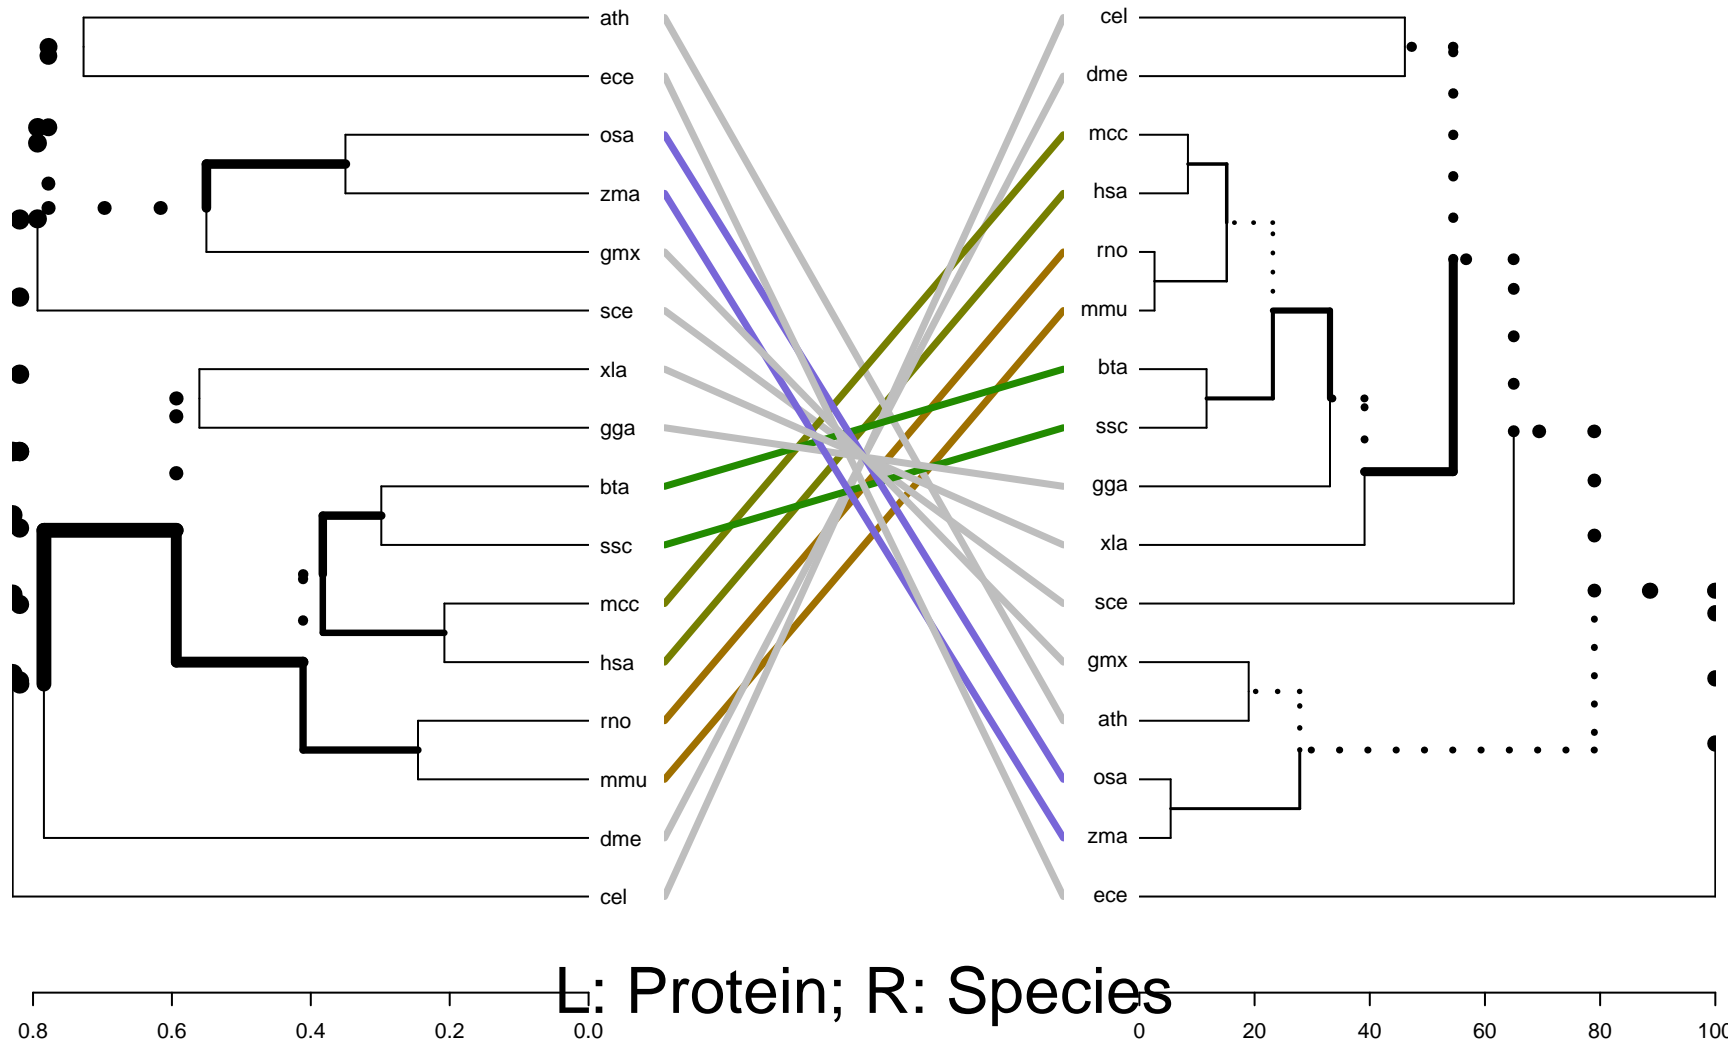 ath cel
ece dme
osa mcc
zma hsa
gmx rno
sce mmu
xla bta
gga ssc
bta gga
ssc xla
mcc sce
hsa gmx
rno ath
mmu osa
dme zma
cel ece
L: Protein; R: Species
0.8 0.6 0.4 0.2 0.0 0 20 40 60 80 100